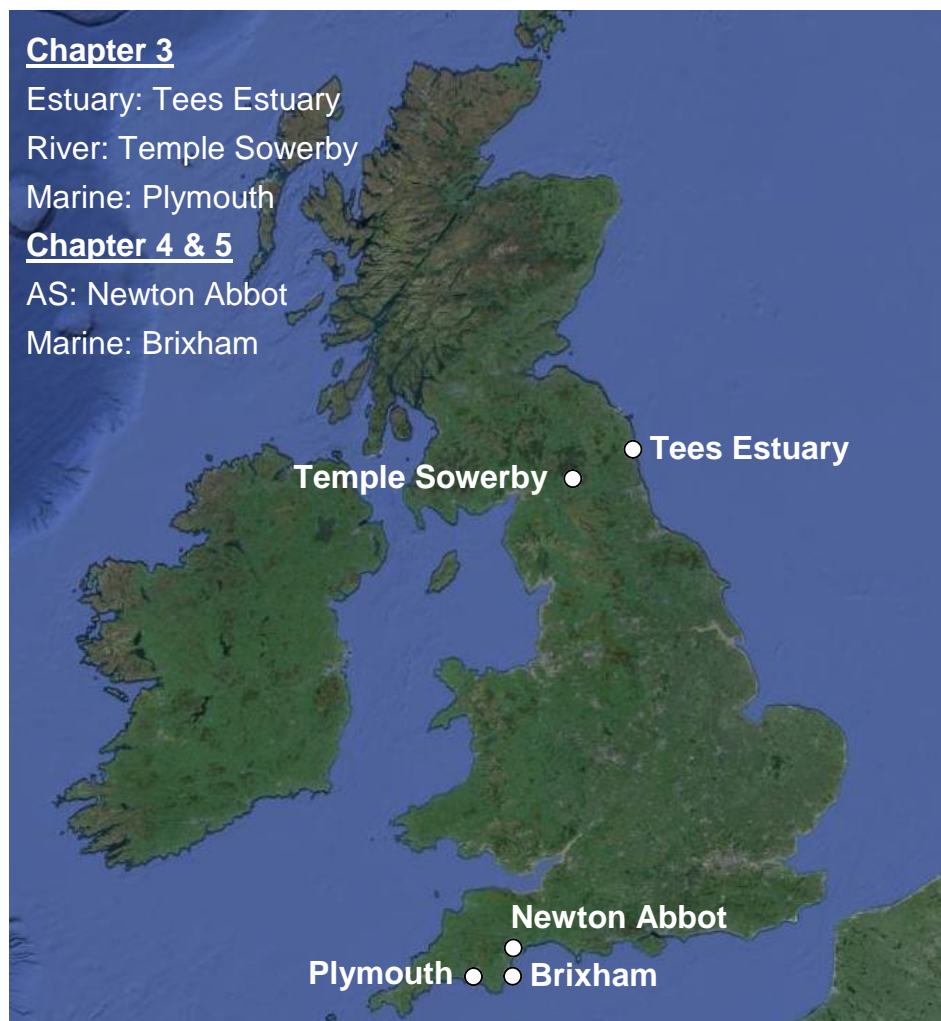 Chapter 3
Estuary: Tees Estuary
River: Temple Sowerby
Marine: Plymouth
Chapter 4 & 5
AS: Newton Abbot
Marine: Brixham
Tees Estuary
Temple Sowerby
Newton Abbot
Plymouth
Brixham